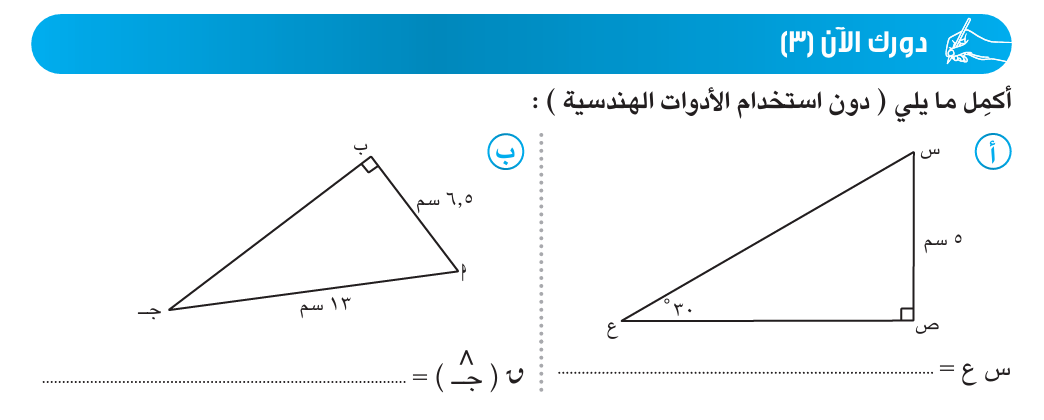 دورك الآن (٣)
أكمِل ما يلي ( دون استخدام الأدوات الهندسية ) :
أ
س
٥ سم
٣٠°
ع
ص
س ع = ..............................
ب
ب
٦,٥ سم
م
١٣ سم
جـ
ن ( جـ^ ) = ..............................